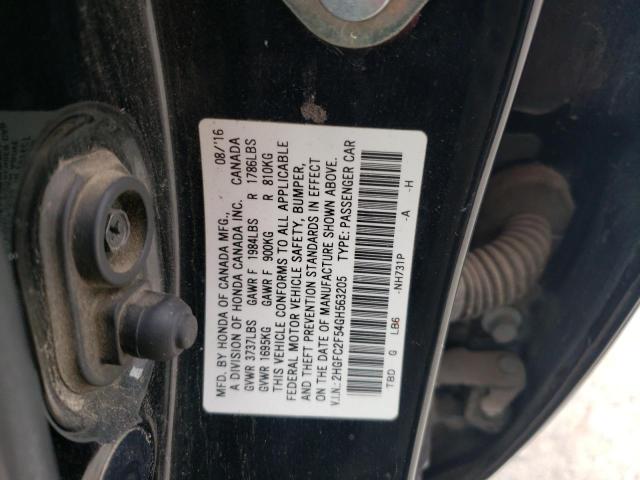 MFD. BY HONDA OF CANADA MFG., 08/'16
A DIVISION OF HONDA CANADA INC. CANADA
GVWR 3737LBS GAWR F 1984LBS R 1786LBS
GVWR 1695KG GAWR F 900KG R 810KG
THIS VEHICLE CONFORMS TO ALL APPLICABLE
FEDERAL MOTOR VEHICLE SAFETY, BUMPER,
AND THEFT PREVENTION STANDARDS IN EFFECT
ON THE DATE OF MANUFACTURE SHOWN ABOVE.
V.I.N.: 2HGFC2F54GH563205 TYPE: PASSENGER CAR
TBD G LB6 -NH731P -A -H